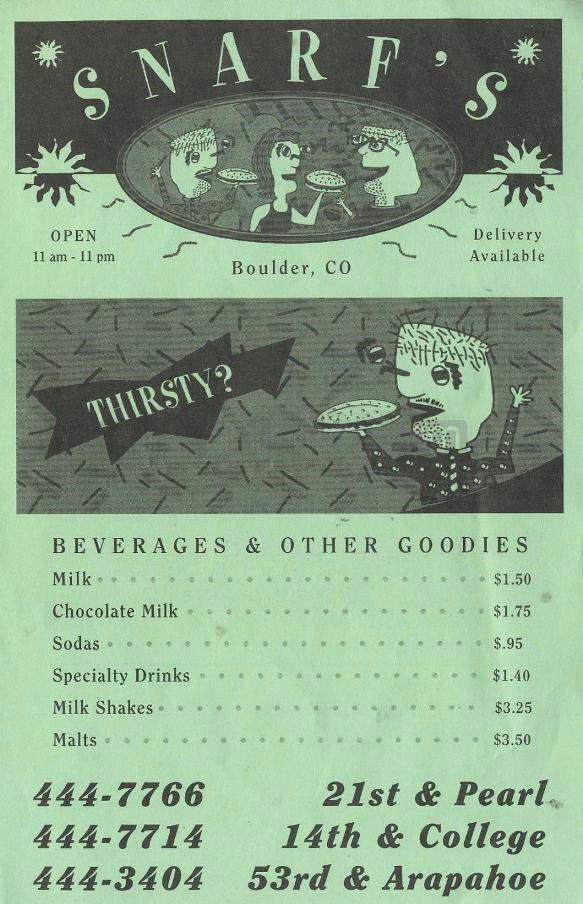 SNARF'S
OPEN
11 am - 11 pm
Delivery
Available
Boulder, CO
THIRSTY?
BEVERAGES & OTHER GOODIES
Milk $1.50
Chocolate Milk $1.75
Sodas $.95
Specialty Drinks $1.40
Milk Shakes $3.25
Malts $3.50
444-7766 21st & Pearl
444-7714 14th & College
444-3404 53rd & Arapahoe